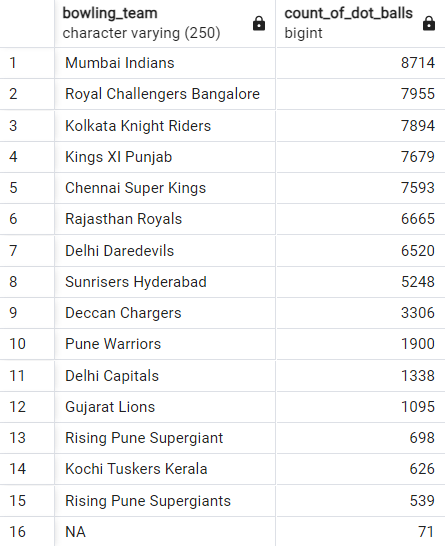 bowling_team count_of_dot_balls
character varying (250) bigint
1 Mumbai Indians 8714
2 Royal Challengers Bangalore 7955
3 Kolkata Knight Riders 7894
4 Kings XI Punjab 7679
5 Chennai Super Kings 7593
6 Rajasthan Royals 6665
7 Delhi Daredevils 6520
8 Sunrisers Hyderabad 5248
9 Deccan Chargers 3306
10 Pune Warriors 1900
11 Delhi Capitals 1338
12 Gujarat Lions 1095
13 Rising Pune Supergiant 698
14 Kochi Tuskers Kerala 626
15 Rising Pune Supergiants 539
16 NA 71